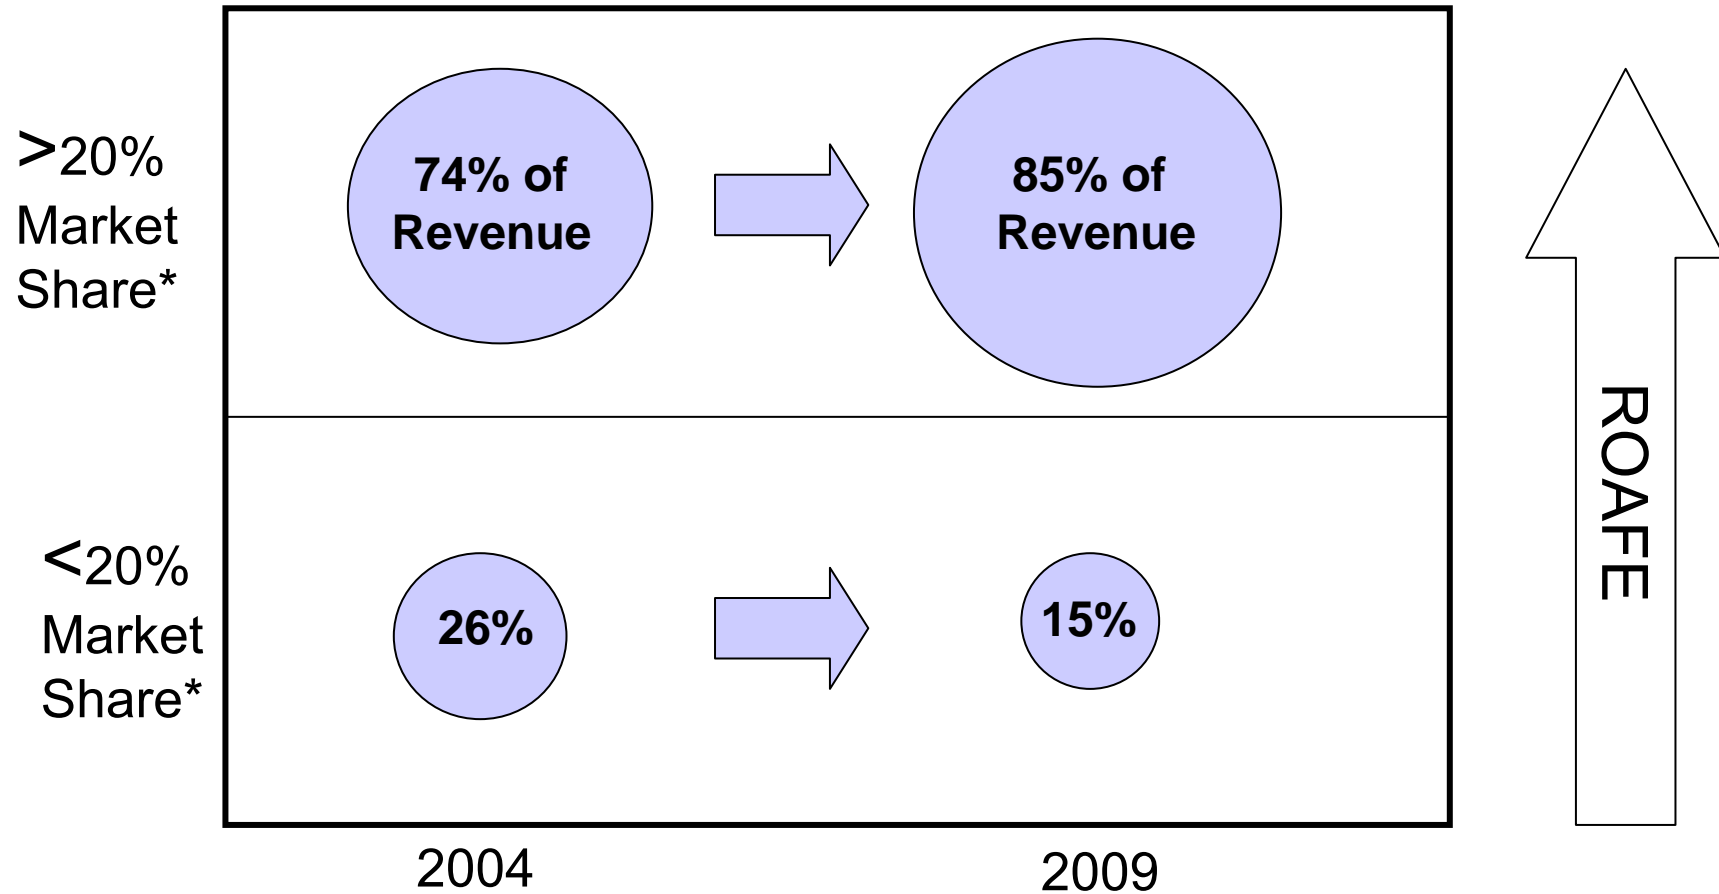 >20%
Market
Share*
74% of
Revenue
85% of
Revenue
ROAFE
<20%
Market
Share*
26%
15%
2004
2009